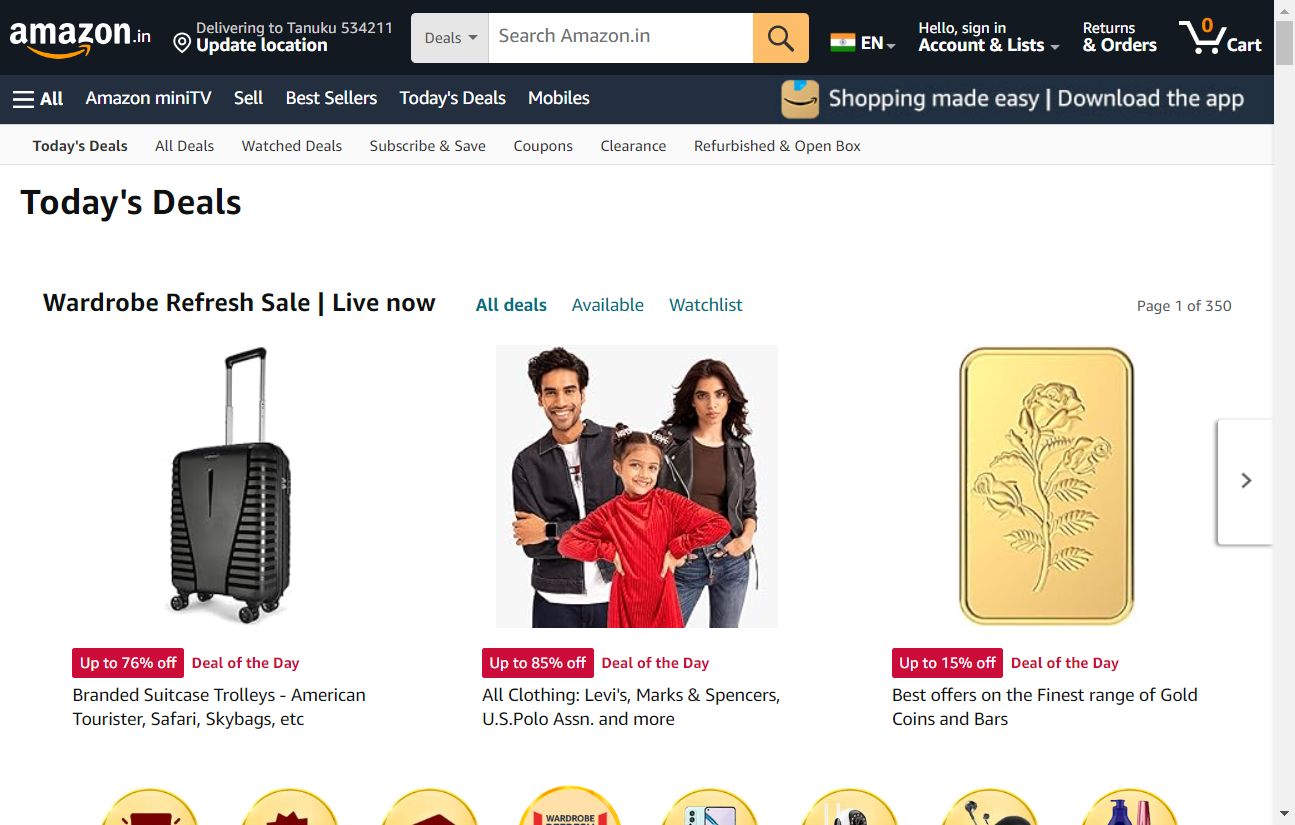 amazon.in
Delivering to Tanuku 534211
Update location
Deals
Search Amazon.in
EN
Hello, sign in
Account & Lists
Returns
& Orders
0
Cart
All
Amazon miniTV
Sell
Best Sellers
Today's Deals
Mobiles
Shopping made easy | Download the app
Today's Deals
All Deals
Watched Deals
Subscribe & Save
Coupons
Clearance
Refurbished & Open Box
Today's Deals
Wardrobe Refresh Sale | Live now
All deals
Available
Watchlist
Page 1 of 350
Up to 76% off
Deal of the Day
Branded Suitcase Trolleys - American
Tourister, Safari, Skybags, etc
Up to 85% off
Deal of the Day
All Clothing: Levi's, Marks & Spencers,
U.S.Polo Assn. and more
Up to 15% off
Deal of the Day
Best offers on the Finest range of Gold
Coins and Bars
WARDROBE